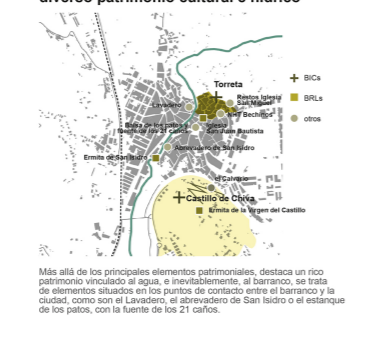 diverso patrimonio cultural e hídrico
Torreta
BICs
Restos Iglesia
San Miguel
BRLs
Lavadero
Balsa de los patos y
fuente de los 21 caños
Iglesia
San Juan Bautista
otros
Abrevadero de San Isidro
Ermita de San Isidro
el Calvario
Castillo de Chiva
Ermita de la Virgen del Castillo
Más allá de los principales elementos patrimoniales, destaca un rico
patrimonio vinculado al agua, e inevitablemente, al barranco, se trata
de elementos situados en los puntos de contacto entre el barranco y la
ciudad, como son el Lavadero, el abrevadero de San Isidro o el estanque
de los patos, con la fuente de los 21 caños.